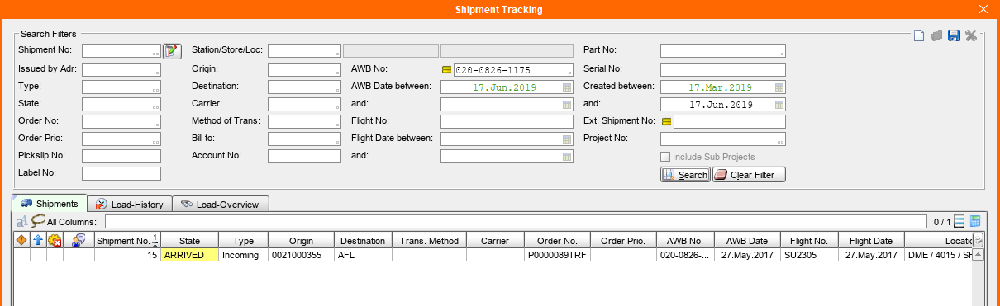 Shipment Tracking
Search Filters
Shipment No: Station/Store/Loc: Part No:
Issued by Adr: Origin: AWB No: 020-0826-1175 Serial No:
Type: Destination: AWB Date between: 17.Jun.2019 Created between: 17.Mar.2019
State: Carrier: and: and: 17.Jun.2019
Order No: Method of Trans: Flight No: Ext. Shipment No:
Order Prio: Bill to: Flight Date between: Project No:
Pickslip No: Account No: and: Include Sub Projects
Label No: Search Clear Filter
Shipments Load-History Load-Overview
All Columns: 0 / 1
Shipment No. 1 State Type Origin Destination Trans. Method Carrier Order No. Order Prio. AWB No. AWB Date Flight No. Flight Date Locatio
15 ARRIVED Incoming 0021000355 AFL P0000089TRF 020-0826-... 27.May.2017 SU2305 27.May.2017 DME / 4015 / SH